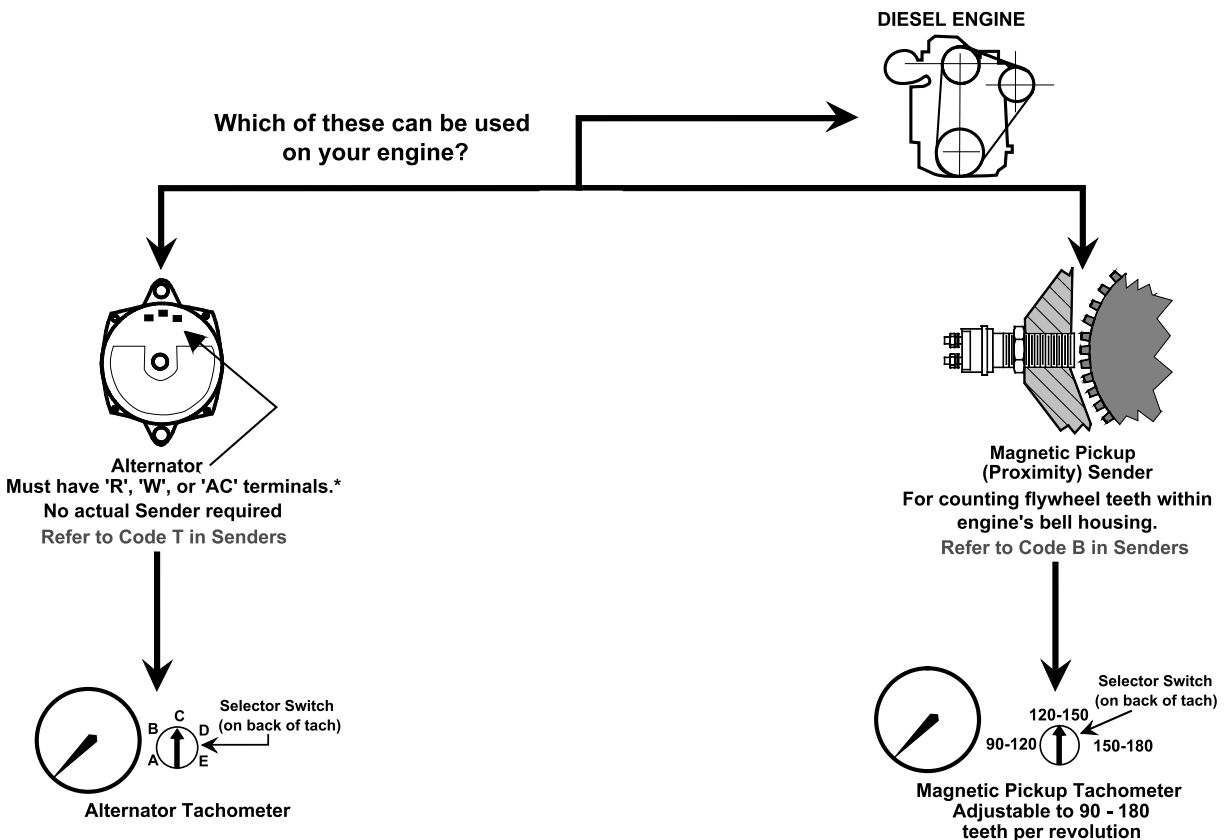 DIESEL ENGINE
Which of these can be used
on your engine?
Alternator
Must have 'R', 'W', or 'AC' terminals.*
No actual Sender required
Refer to Code T in Senders
Magnetic Pickup
(Proximity) Sender
For counting flywheel teeth within
engine's bell housing.
Refer to Code B in Senders
A
B
C
D
E
Selector Switch
(on back of tach)
Alternator Tachometer
Selector Switch
(on back of tach)
120-150
90-120
150-180
Magnetic Pickup Tachometer
Adjustable to 90 - 180
teeth per revolution